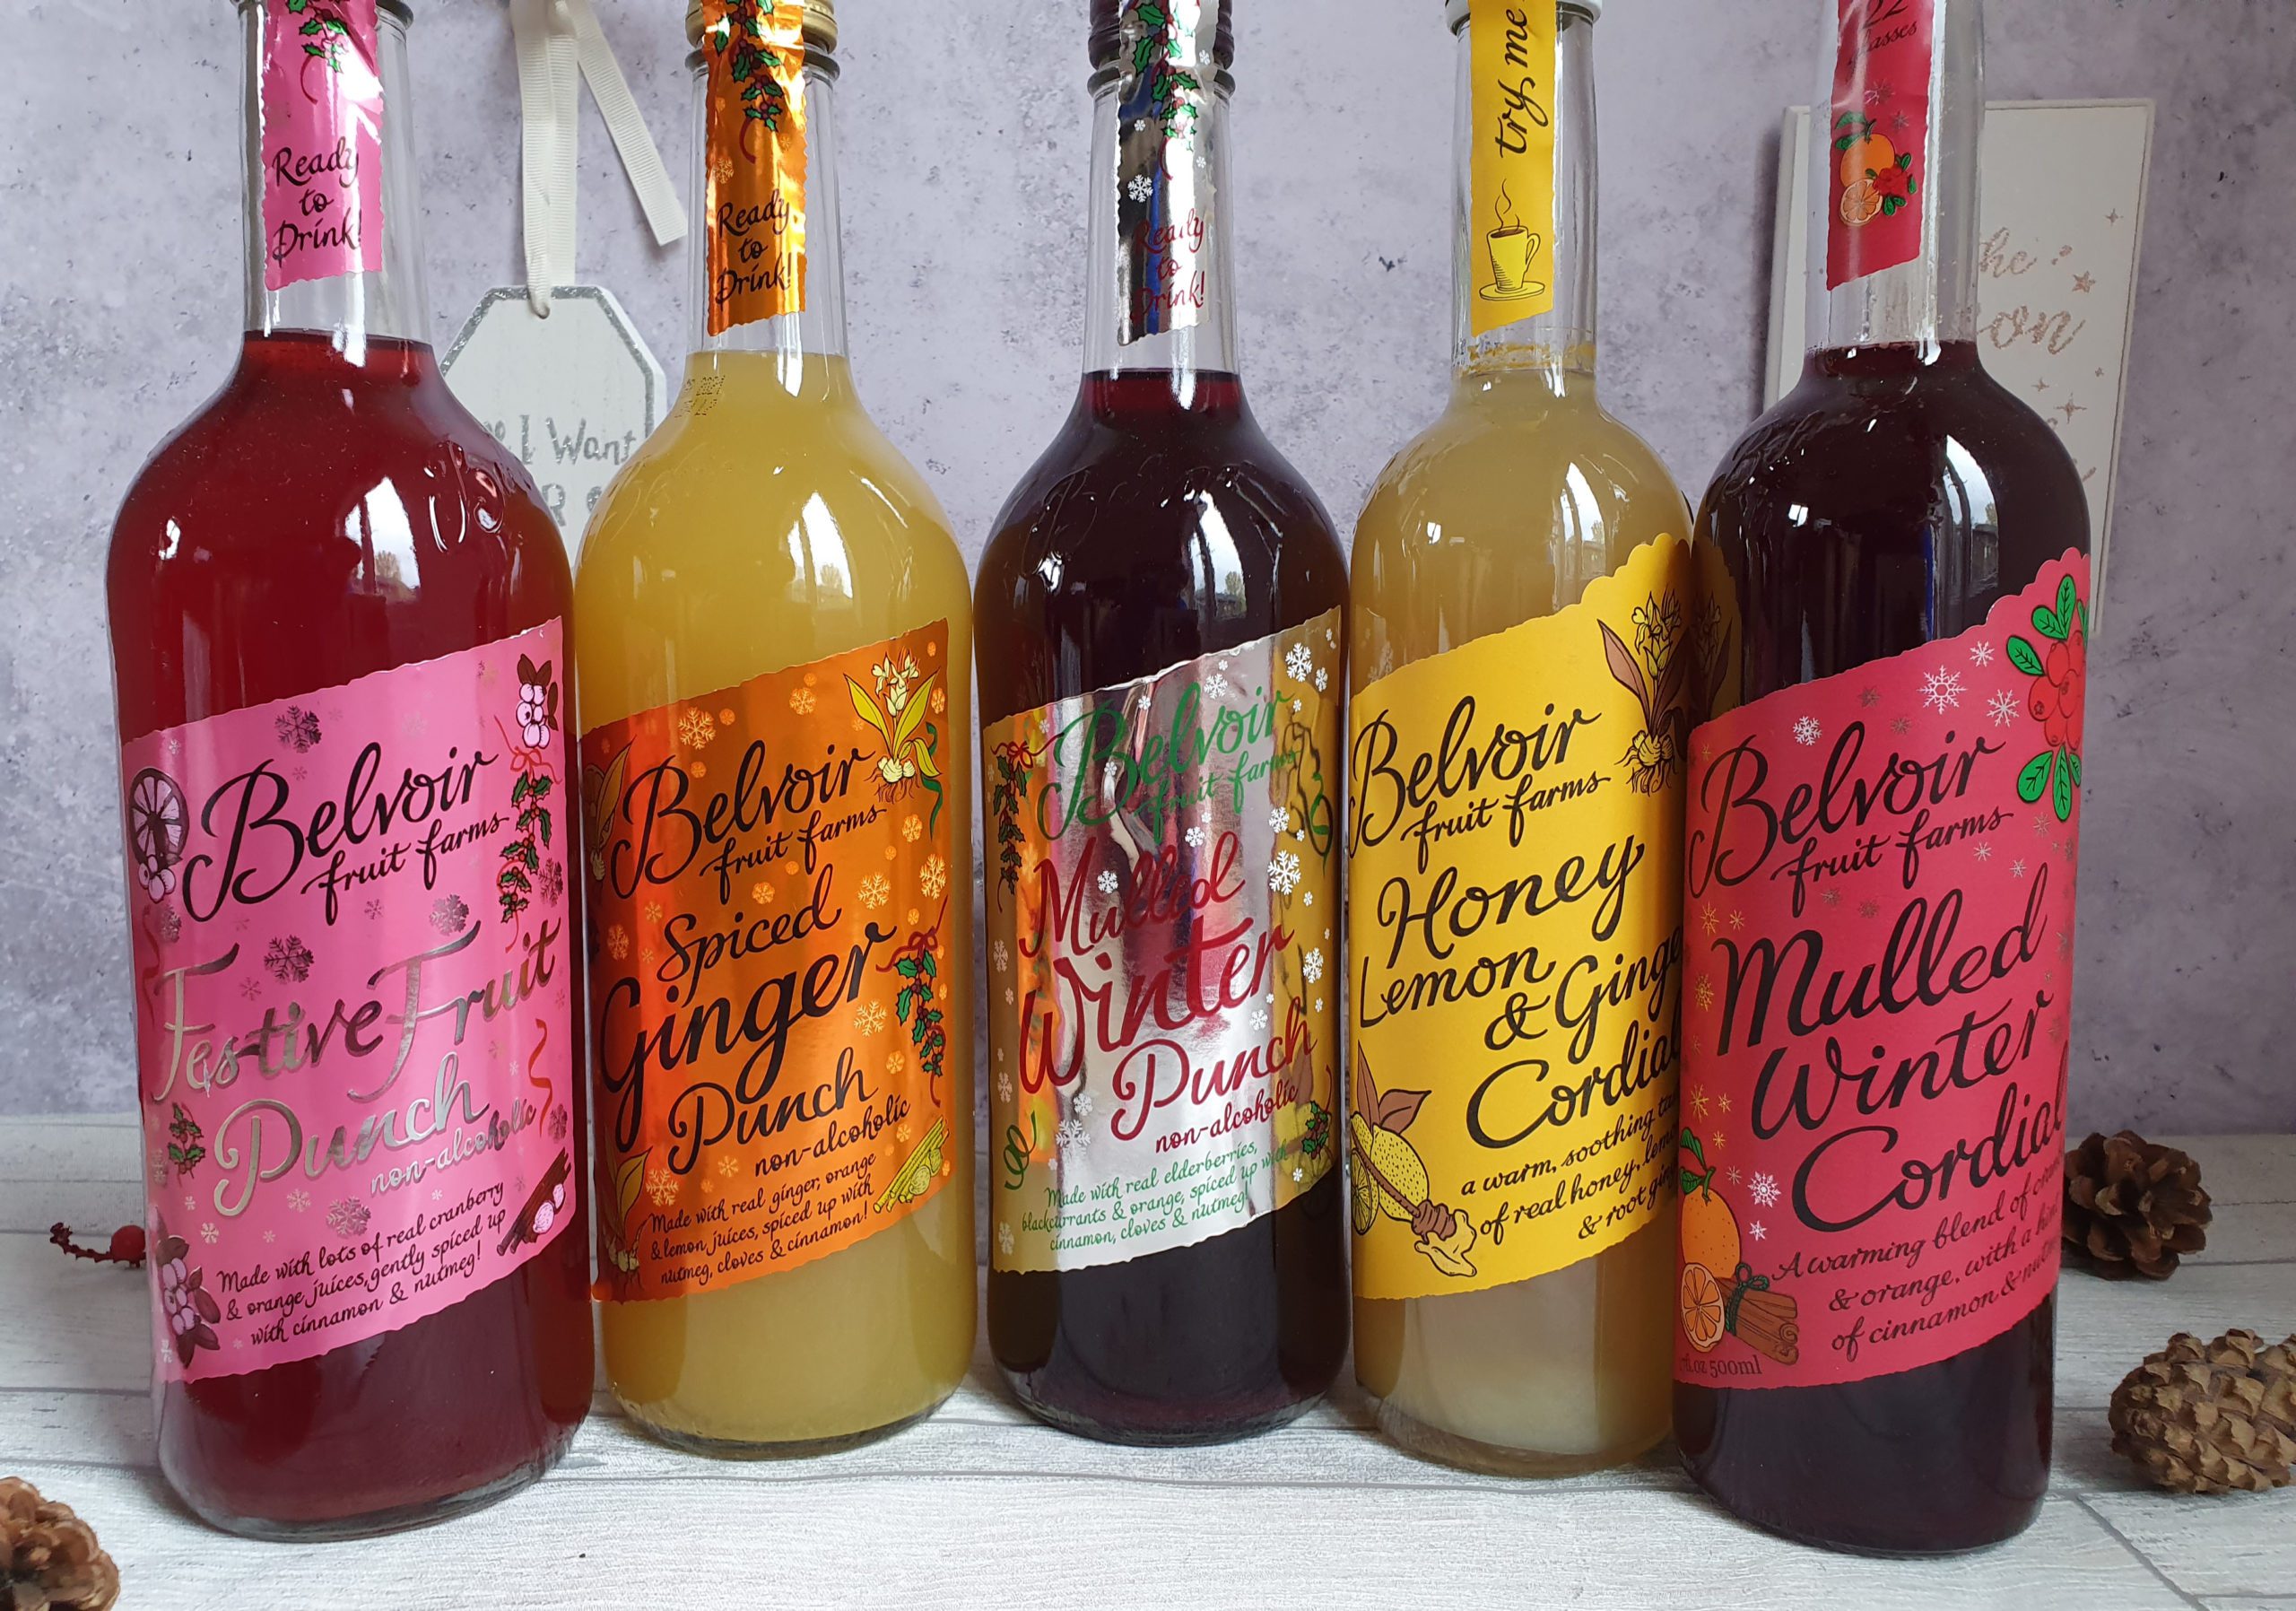 Ready
to
Drink!
Belvoir
fruit farms
Festive Fruit
Punch
non-alcoholic
Made with lots of real cranberry
& orange juices, gently spiced up
with cinnamon & nutmeg!
I Want
Ready
to
Drink!
Belvoir
fruit farms
Spiced
Ginger
Punch
non-alcoholic
Made with real ginger, orange
& lemon juices, spiced up with
nutmeg, cloves & cinnamon!
Ready
to
Drink!
Belvoir
fruit farms
Mulled
Winter
Punch
non-alcoholic
Made with real elderberries,
blackcurrants & orange, spiced up with
cinnamon, cloves & nutmeg!
try me
Belvoir
fruit farms
Honey
Lemon
& Ginger
Cordial
a warm, soothing
of real honey, lemon
& root
22
Belvoir
fruit farms
Mulled
Winter
Cordial
A warming blend of
& orange, with a
of cinnamon &
500ml